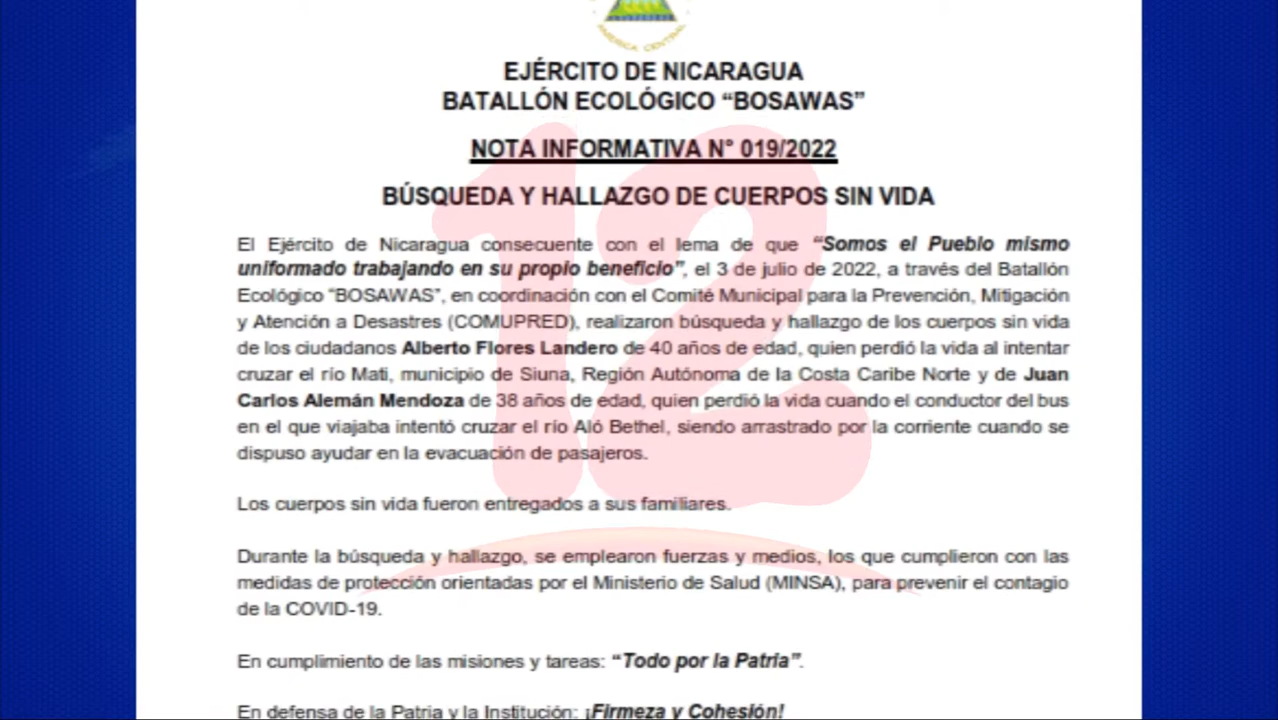 AMERICA CENTRAL
EJÉRCITO DE NICARAGUA
BATALLÓN ECOLÓGICO “BOSAWAS”
NOTA INFORMATIVA N° 019/2022
BÚSQUEDA Y HALLAZGO DE CUERPOS SIN VIDA
El Ejército de Nicaragua consecuente con el lema de que “Somos el Pueblo mismo
uniformado trabajando en su propio beneficio”, el 3 de julio de 2022, a través del Batallón
Ecológico “BOSAWAS”, en coordinación con el Comité Municipal para la Prevención, Mitigación
y Atención a Desastres (COMUPRED), realizaron búsqueda y hallazgo de los cuerpos sin vida
de los ciudadanos Alberto Flores Landero de 40 años de edad, quien perdió la vida al intentar
cruzar el río Mati, municipio de Siuna, Región Autónoma de la Costa Caribe Norte y de Juan
Carlos Alemán Mendoza de 38 años de edad, quien perdió la vida cuando el conductor del bus
en el que viajaba intentó cruzar el río Aló Bethel, siendo arrastrado por la corriente cuando se
dispuso ayudar en la evacuación de pasajeros.
Los cuerpos sin vida fueron entregados a sus familiares.
Durante la búsqueda y hallazgo, se emplearon fuerzas y medios, los que cumplieron con las
medidas de protección orientadas por el Ministerio de Salud (MINSA), para prevenir el contagio
de la COVID-19.
En cumplimiento de las misiones y tareas: “Todo por la Patria”.
En defensa de la Patria y la Institución: ¡Firmeza y Cohesión!
12